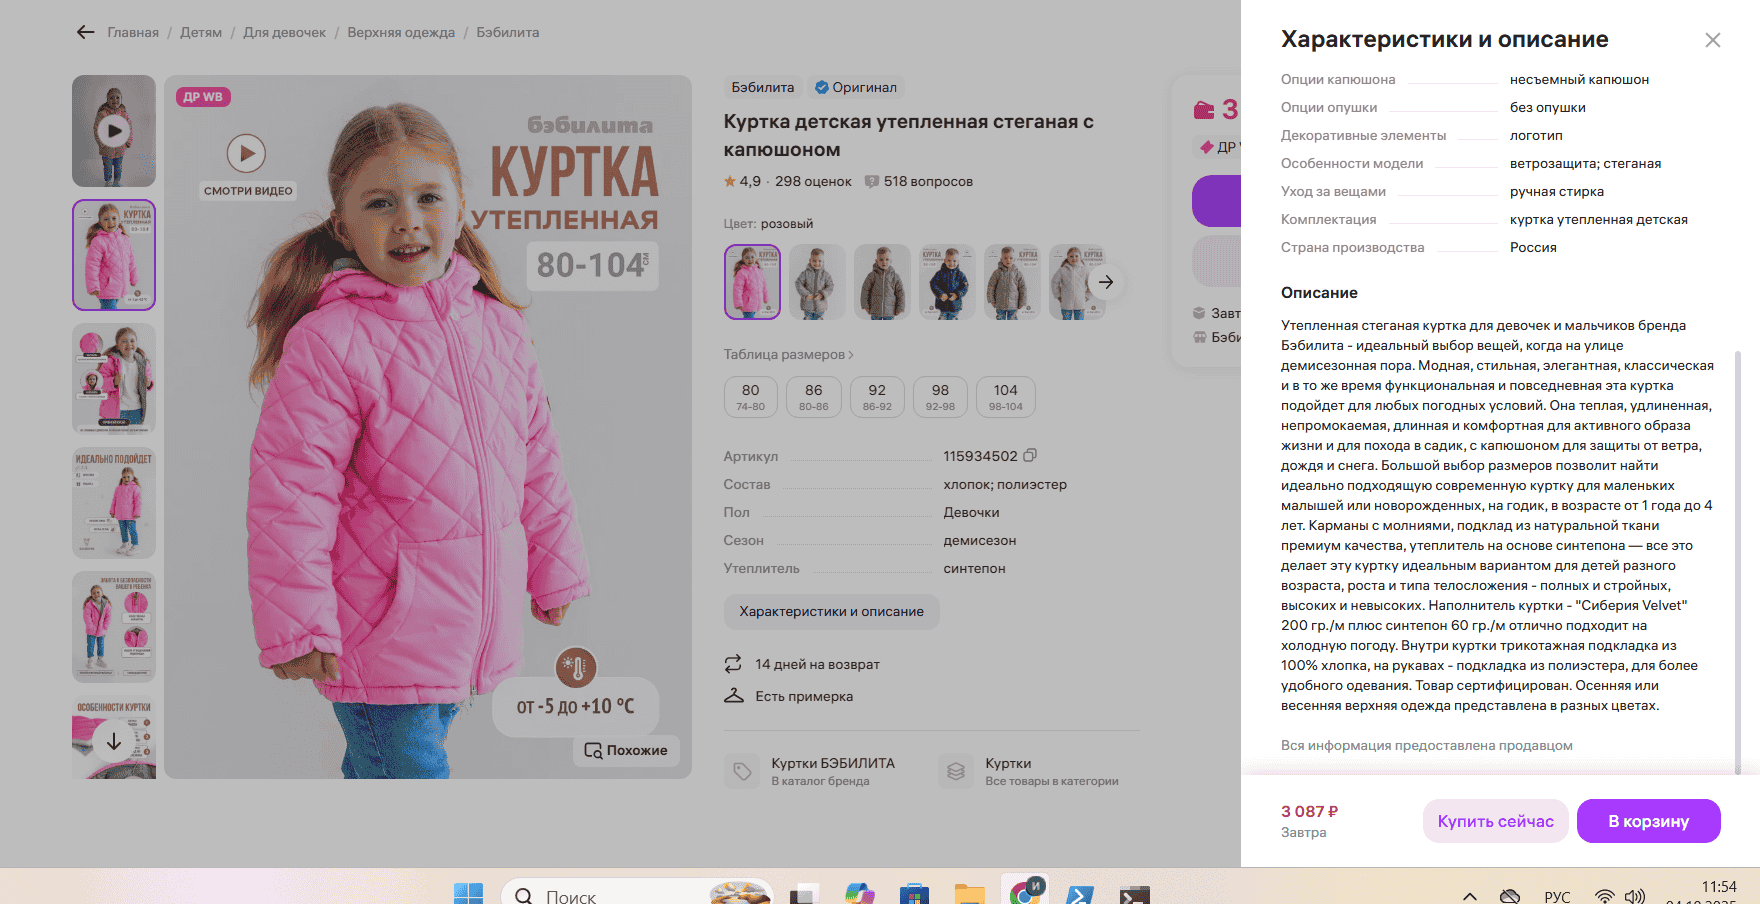 Главная / Детям / Для девочек / Верхняя одежда / Бэбилита
ДР WB
СМОТРИ ВИДЕО
бэбилита
КУРТКА
УТЕПЛЕННАЯ
80-104 СМ
ОТ -5 ДО +10 °C
Похожие
КУРТКА
80-104
ИДЕАЛЬНО ПОДОЙДЕТ
ОСОБЕННОСТИ КУРТКИ
Бэбилита
Оригинал
Куртка детская утепленная стеганая с
капюшоном
4,9 · 298 оценок
518 вопросов
Цвет: розовый
Таблица размеров
80 86 92 98 104
74-80 80-86 86-92 92-98 98-104
Артикул 115934502
Состав хлопок; полиэстер
Пол Девочки
Сезон демисезон
Утеплитель синтепон
Характеристики и описание
14 дней на возврат
Есть примерка
Куртки БЭБИЛИТА
В каталог бренда
Куртки
Все товары в категории
3
ДР
Завт
Бэби
Характеристики и описание
Опции капюшона несъемный капюшон
Опции опушки без опушки
Декоративные элементы логотип
Особенности модели ветрозащита; стеганая
Уход за вещами ручная стирка
Комплектация куртка утепленная детская
Страна производства Россия
Описание
Утепленная стеганая куртка для девочек и мальчиков бренда
Бэбилита - идеальный выбор вещей, когда на улице
демисезонная пора. Модная, стильная, элегантная, классическая
и в то же время функциональная и повседневная эта куртка
подойдет для любых погодных условий. Она теплая, удлиненная,
непромокаемая, длинная и комфортная для активного образа
жизни и для похода в садик, с капюшоном для защиты от ветра,
дождя и снега. Большой выбор размеров позволит найти
идеально подходящую современную куртку для маленьких
малышей или новорожденных, на годик, в возрасте от 1 года до 4
лет. Карманы с молниями, подклад из натуральной ткани
премиум качества, утеплитель на основе синтепона — все это
делает эту куртку идеальным вариантом для детей разного
возраста, роста и типа телосложения - полных и стройных,
высоких и невысоких. Наполнитель куртки - "Сиберия Velvet"
200 гр./м плюс синтепон 60 гр./м отлично подходит на
холодную погоду. Внутри куртки трикотажная подкладка из
100% хлопка, на рукавах - подкладка из полиэстера, для более
удобного одевания. Товар сертифицирован. Осенняя или
весенняя верхняя одежда представлена в разных цветах.
Вся информация предоставлена продавцом
3 087 ₽
Завтра
Купить сейчас
В корзину
Поиск
И
РУС
11:54